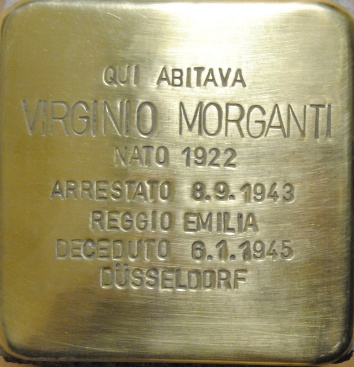 QUI ABITAVA
VIRGINIO MORGANTI
NATO 1922
ARRESTATO 8.9.1943
REGGIO EMILIA
DECEDUTO 6.1.1945
DÜSSELDORF